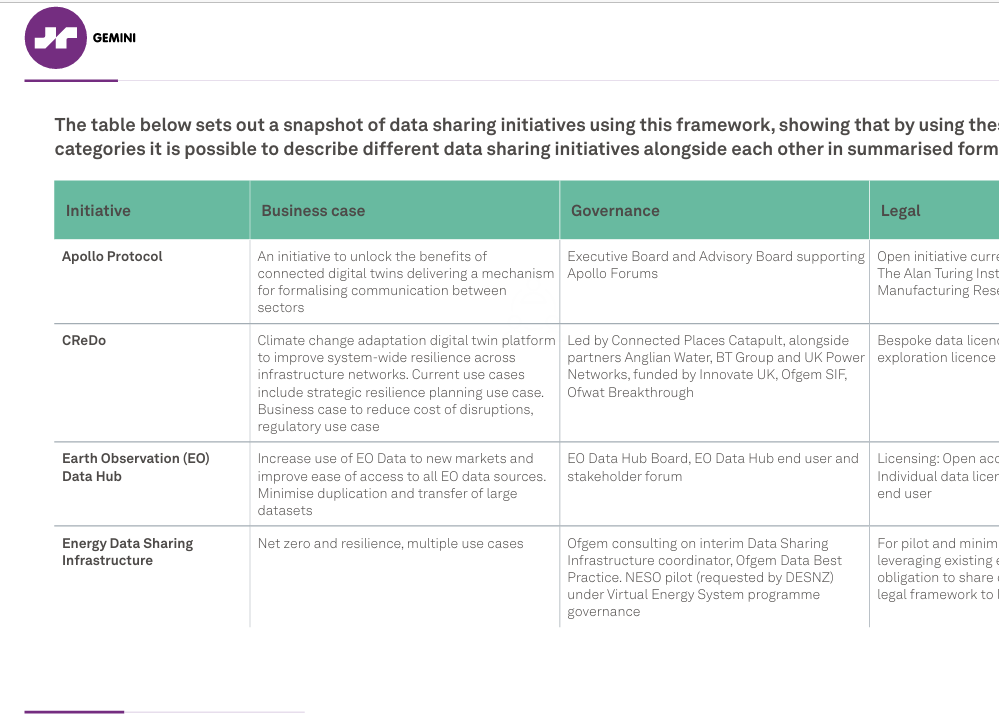 GEMINI
The table below sets out a snapshot of data sharing initiatives using this framework, showing that by using
categories it is possible to describe different data sharing initiatives alongside each other in summarised form
Initiative Business case Governance Legal
Apollo Protocol
An initiative to unlock the benefits of
connected digital twins delivering a mechanism
for formalising communication between
sectors
Executive Board and Advisory Board supporting
Apollo Forums
Open initiative
The Alan Turing
Manufacturing
CReDo
Climate change adaptation digital twin platform
to improve system-wide resilience across
infrastructure networks. Current use cases
include strategic resilience planning use case.
Business case to reduce cost of disruptions,
regulatory use case
Led by Connected Places Catapult, alongside
partners Anglian Water, BT Group and UK Power
Networks, funded by Innovate UK, Ofgem SIF,
Ofwat Breakthrough
Bespoke data
exploration licence
Earth Observation (EO)
Data Hub
Increase use of EO Data to new markets and
improve ease of access to all EO data sources.
Minimise duplication and transfer of large
datasets
EO Data Hub Board, EO Data Hub end user and
stakeholder forum
Licensing: Open
Individual data
end user
Energy Data Sharing
Infrastructure
Net zero and resilience, multiple use cases
Ofgem consulting on interim Data Sharing
Infrastructure coordinator, Ofgem Data Best
Practice. NESO pilot (requested by DESNZ)
under Virtual Energy System programme
governance
For pilot and
leveraging existing
obligation to share
legal framework to